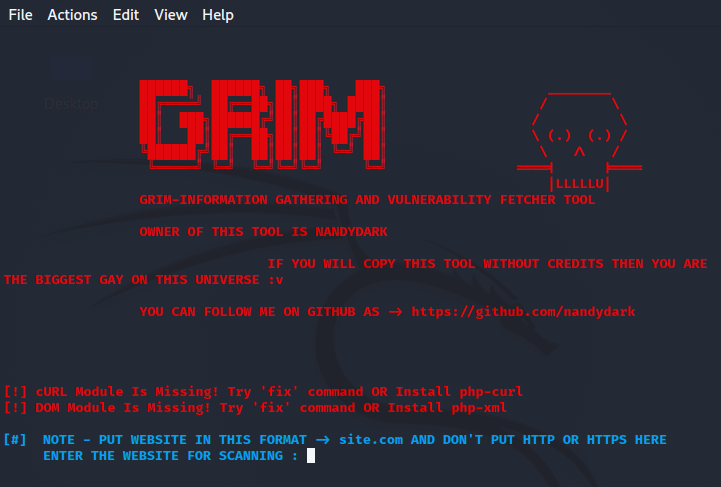 File Actions Edit View Help
Desktop
GRIM
|LLLLLU|
GRIM-INFORMATION GATHERING AND VULNERABILITY FETCHER TOOL
OWNER OF THIS TOOL IS NANDYDARK
IF YOU WILL COPY THIS TOOL WITHOUT CREDITS THEN YOU ARE
THE BIGGEST GAY ON THIS UNIVERSE :v
YOU CAN FOLLOW ME ON GITHUB AS -> https://github.com/nandydark
[!] cURL Module Is Missing! Try 'fix' command OR Install php-curl
[!] DOM Module Is Missing! Try 'fix' command OR Install php-xml
[#] NOTE - PUT WEBSITE IN THIS FORMAT -> site.com AND DON'T PUT HTTP OR HTTPS HERE
ENTER THE WEBSITE FOR SCANNING :